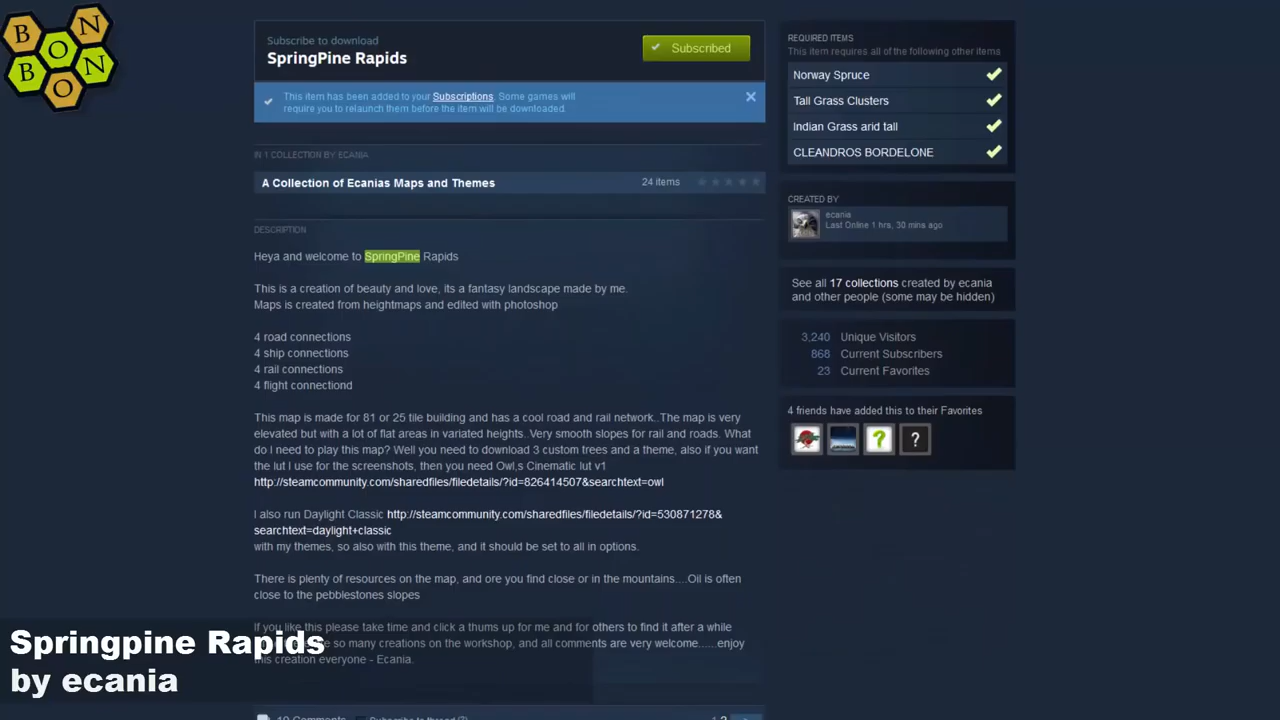 B
O
N
B
O
N
Subscribe to download
SpringPine Rapids
Subscribed
This item has been added to your Subscriptions. Some games will
require you to relaunch them before the item will be downloaded.
IN 1 COLLECTION BY ECANIA
A Collection of Ecanias Maps and Themes
24 items
DESCRIPTION
Heya and welcome to SpringPine Rapids
This is a creation of beauty and love, its a fantasy landscape made by me.
Maps is created from heightmaps and edited with photoshop
4 road connections
4 ship connections
4 rail connections
4 flight connectiond
This map is made for 81 or 25 tile building and has a cool road and rail network..The map is very
elevated but with a lot of flat areas in variated heights..Very smooth slopes for rail and roads. What
do I need to play this map? Well you need to download 3 custom trees and a theme, also if you want
the lut I use for the screenshots, then you need Owl,s Cinematic lut v1
http://steamcommunity.com/sharedfiles/filedetails/?id=826414507&searchtext=owl
I also run Daylight Classic http://steamcommunity.com/sharedfiles/filedetails/?id=530871278&
searchtext=daylight+classic
with my themes, so also with this theme, and it should be set to all in options.
There is plenty of resources on the map, and ore you find close or in the mountains....Oil is often
close to the pebblestones slopes
If you like this please take time and click a thums up for me and for others to find it after a while
so many creations on the workshop, and all comments are very welcome......enjoy
this creation everyone - Ecania.
10 Comments
Subscribe to thread (?)
1 2 >
REQUIRED ITEMS
This item requires all of the following other items
Norway Spruce
Tall Grass Clusters
Indian Grass arid tall
CLEANDROS BORDELONE
CREATED BY
ecania
Last Online 1 hrs, 30 mins ago
See all 17 collections created by ecania
and other people (some may be hidden)
3,240 Unique Visitors
868 Current Subscribers
23 Current Favorites
4 friends have added this to their Favorites
?
?
Springpine Rapids
by ecania